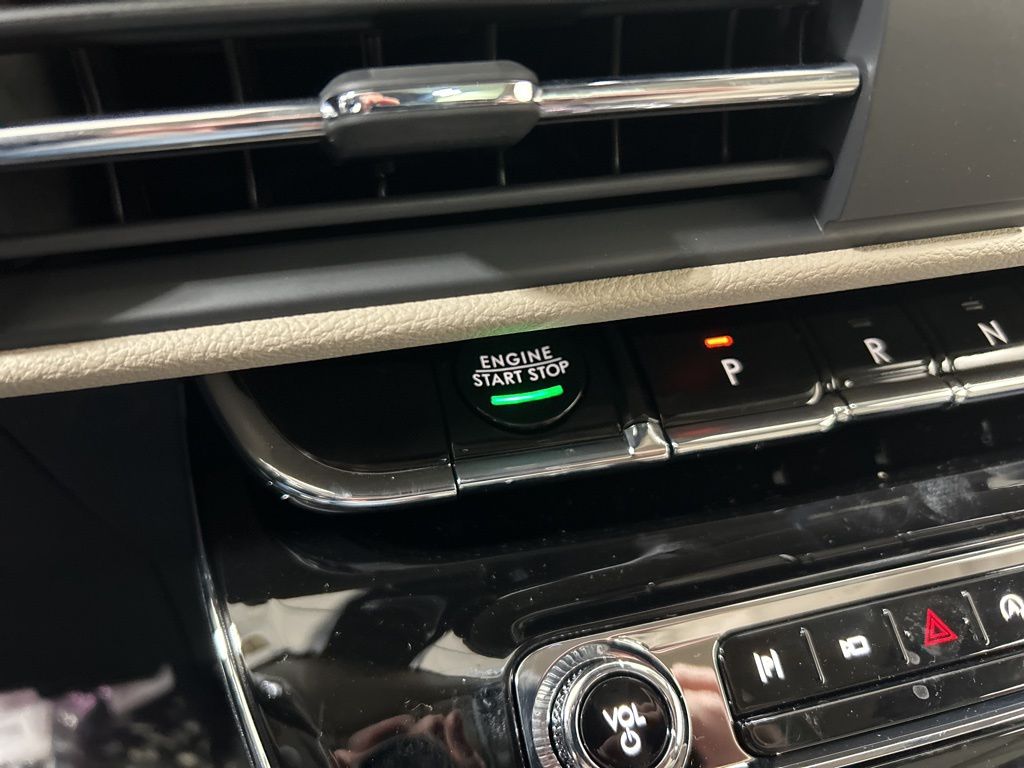 ENGINE
START STOP
P
R
N
VOL